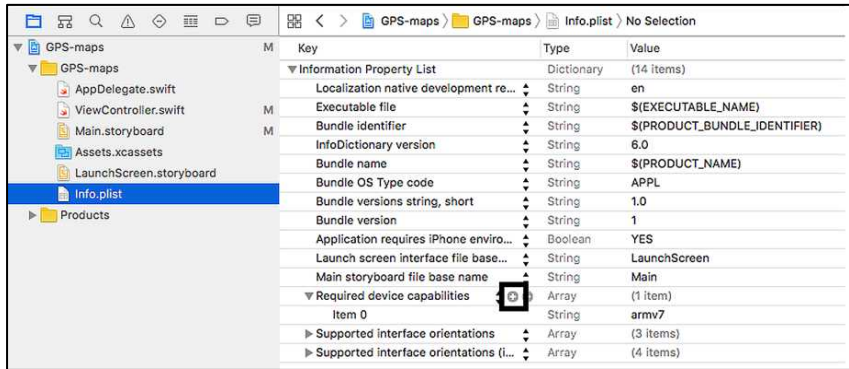 GPS-maps 〉 GPS-maps 〉 Info.plist 〉 No Selection
GPS-maps M
GPS-maps
AppDelegate.swift
ViewController.swift M
Main.storyboard M
Assets.xcassets
LaunchScreen.storyboard
Info.plist
Products
Key Type Value
Information Property List Dictionary (14 items)
Localization native development re... String en
Executable file String $(EXECUTABLE_NAME)
Bundle identifier String $(PRODUCT_BUNDLE_IDENTIFIER)
InfoDictionary version String 6.0
Bundle name String $(PRODUCT_NAME)
Bundle OS Type code String APPL
Bundle versions string, short String 1.0
Bundle version String 1
Application requires iPhone enviro... Boolean YES
Launch screen interface file base... String LaunchScreen
Main storyboard file base name String Main
Required device capabilities Array (1 item)
Item 0 String armv7
Supported interface orientations Array (3 items)
Supported interface orientations (i... Array (4 items)